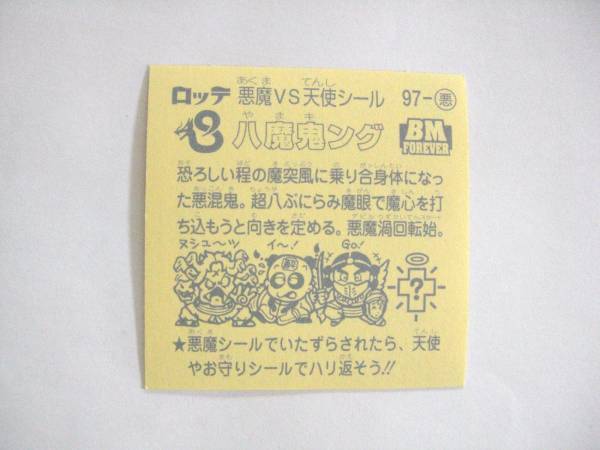 ロッテ 悪魔VS天使シール 97-悪
8 八魔鬼ング BM FOREVER
恐ろしい程の魔突風に乗り合身体になっ
た悪混鬼。超八ぶにらみ魔眼で魔心を打
ち込もうと向きを定める。悪魔渦回転始。
ヌシュ〜ツ イ〜! Go!
?
★悪魔シールでいたずらされたら、天使
やお守りシールでハリ返そう!!